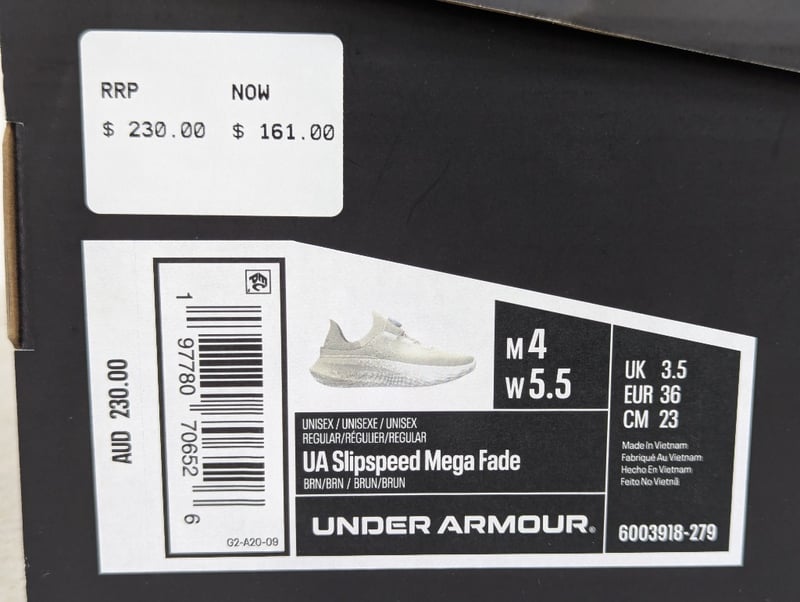 RRP NOW
$ 230.00 $ 161.00
AUD 230.00
1 97780 70652 6
G2-A20-09
M 4
W 5.5
UK 3.5
EUR 36
CM 23
UNISEX / UNISEXE / UNISEX
REGULAR/RÉGULIER/REGULAR
UA Slipspeed Mega Fade
BRN/BRN / BRUN/BRUN
UNDER ARMOUR®
Made In Vietnam
Fabriqué Au Vietnam
Hecho En Vietnam
Feito No Vietnã
6003918-279